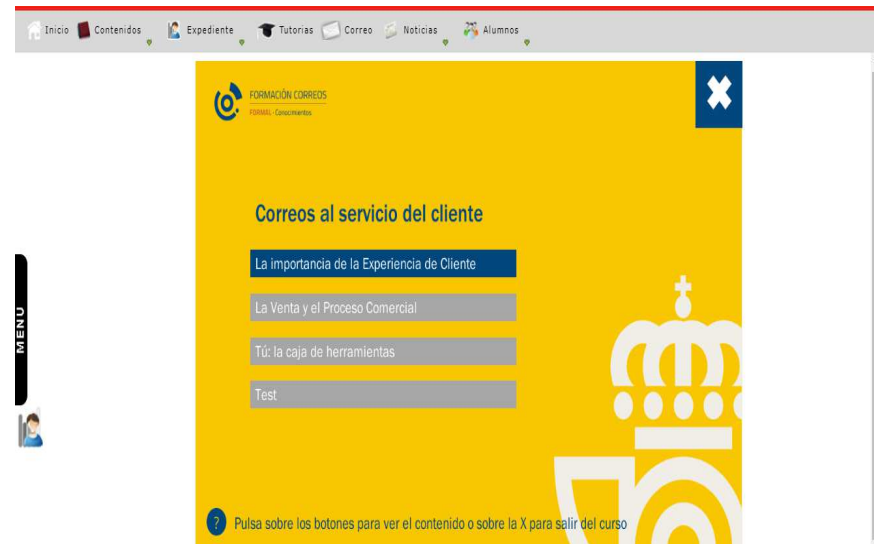 Inicio Contenidos Expediente Tutorias Correo Noticias Alumnos
FORMACIÓN CORREOS
FORMAL - Conocimientos
Correos al servicio del cliente
La importancia de la Experiencia de Cliente
La Venta y el Proceso Comercial
Tú: la caja de herramientas
Test
MENU
? Pulsa sobre los botones para ver el contenido o sobre la X para salir del curso